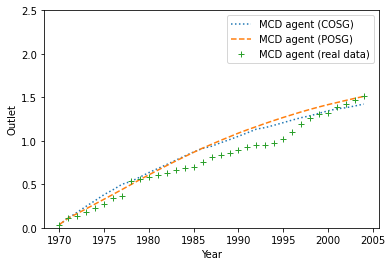 2.5
MCD agent (COSG)
MCD agent (POSG)
MCD agent (real data)
2.0
1.5
Outlet
1.0
0.5
0.0
1970 1975 1980 1985 1990 1995 2000 2005
Year